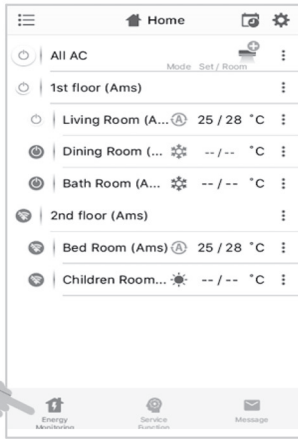 Home
All AC
Mode Set / Room
1st floor (Ams)
Living Room (A... A 25 / 28 °C
Dining Room (... -- / -- °C
Bath Room (A... -- / -- °C
2nd floor (Ams)
Bed Room (Ams) A 25 / 28 °C
Children Room... -- / -- °C
Energy Monitoring
Service Function
Message